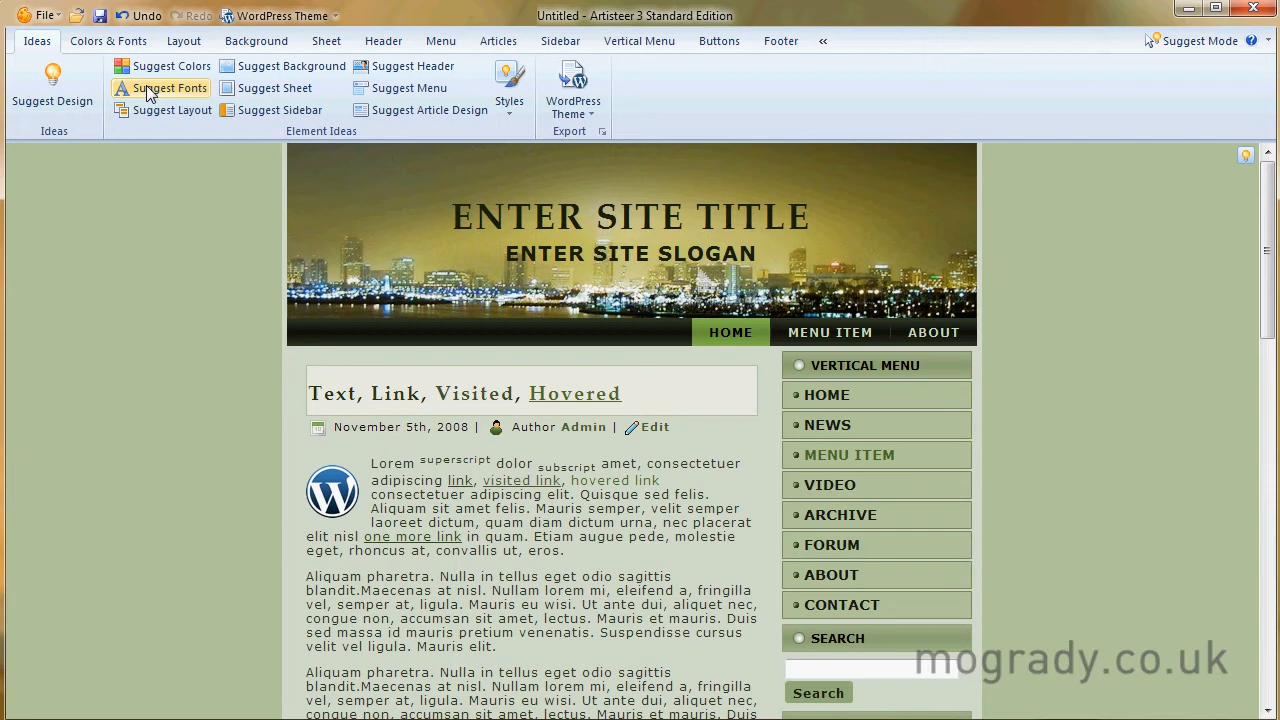 File Undo Redo WordPress Theme Untitled - Artisteer 3 Standard Edition
Ideas Colors & Fonts Layout Background Sheet Header Menu Articles Sidebar Vertical Menu Buttons Footer « Suggest Mode
Suggest Design
Suggest Colors Suggest Background Suggest Header
Suggest Fonts Suggest Sheet Suggest Menu
Suggest Layout Suggest Sidebar Suggest Article Design
Styles
WordPress Theme
Ideas Element Ideas Export
ENTER SITE TITLE
ENTER SITE SLOGAN
HOME MENU ITEM ABOUT
Text, Link, Visited, Hovered
November 5th, 2008 | Author Admin | Edit
Lorem superscript dolor subscript amet, consectetuer
adipiscing link, visited link, hovered link
consectetuer adipiscing elit. Quisque sed felis.
Aliquam sit amet felis. Mauris semper, velit semper
laoreet dictum, quam diam dictum urna, nec placerat
elit nisl one more link in quam. Etiam augue pede, molestie
eget, rhoncus at, convallis ut, eros.
Aliquam pharetra. Nulla in tellus eget odio sagittis
blandit.Maecenas at nisl. Nullam lorem mi, eleifend a, fringilla
vel, semper at, ligula. Mauris eu wisi. Ut ante dui, aliquet nec,
congue non, accumsan sit amet, lectus. Mauris et mauris. Duis
sed massa id mauris pretium venenatis. Suspendisse cursus
velit vel ligula. Mauris elit.
Aliquam pharetra. Nulla in tellus eget odio sagittis
blandit.Maecenas at nisl. Nullam lorem mi, eleifend a, fringilla
vel, semper at, ligula. Mauris eu wisi. Ut ante dui, aliquet nec,
congue non, accumsan sit amet, lectus. Mauris et mauris. Duis
VERTICAL MENU
HOME
NEWS
MENU ITEM
VIDEO
ARCHIVE
FORUM
ABOUT
CONTACT
SEARCH
Search
mogrady.co.uk